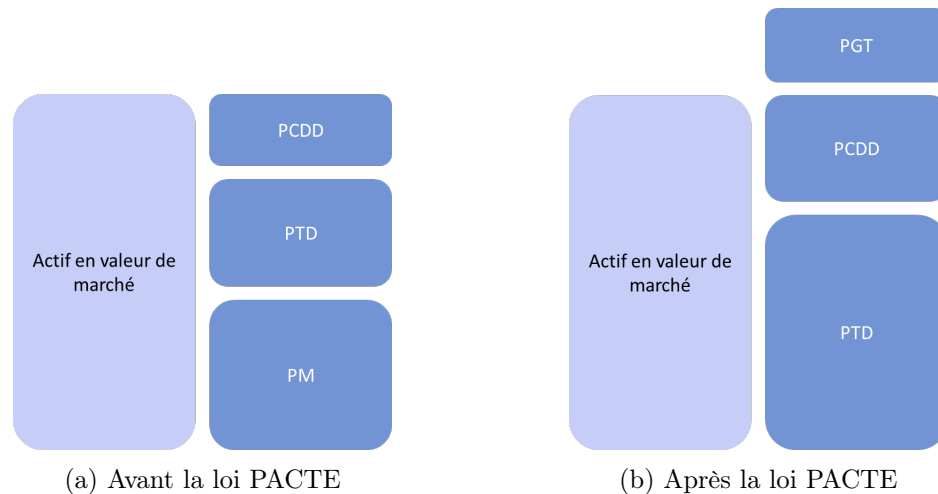 PCDD
PTD
Actif en valeur de
marché
PM
(a) Avant la loi PACTE
PGT
PCDD
Actif en valeur de
marché
PTD
(b) Après la loi PACTE